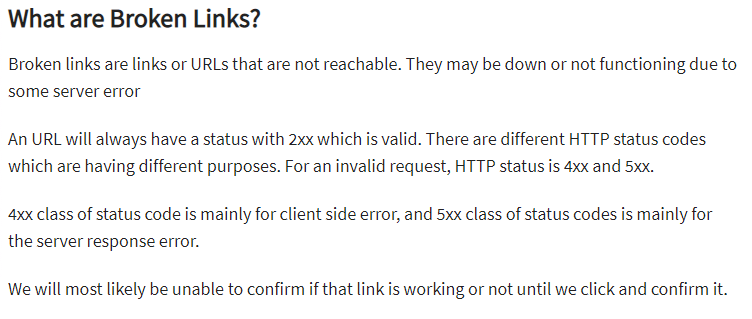 What are Broken Links?
Broken links are links or URLs that are not reachable. They may be down or not functioning due to
some server error
An URL will always have a status with 2xx which is valid. There are different HTTP status codes
which are having different purposes. For an invalid request, HTTP status is 4xx and 5xx.
4xx class of status code is mainly for client side error, and 5xx class of status codes is mainly for
the server response error.
We will most likely be unable to confirm if that link is working or not until we click and confirm it.